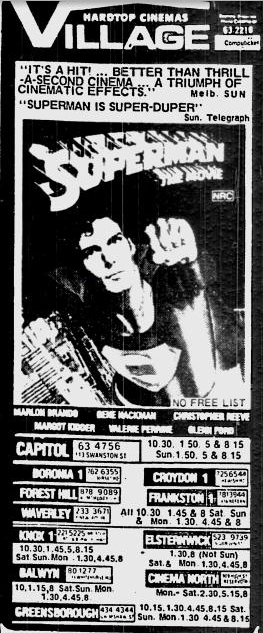 HARDTOP CINEMAS
VILLAGE
63 2216
Computicket
"IT'S A HIT! ... BETTER THAN THRILL
-A-SECOND CINEMA ... A TRIUMPH OF
CINEMATIC EFFECTS." Melb. SUN
"SUPERMAN IS SUPER-DUPER"
Sun. Telegraph
SUPERMAN
THE MOVIE
NRC
NO FREE LIST
MARLON BRANDO GENE HACKMAN CHRISTOPHER REEVE
MARGOT KIDDER VALERIE PERRINE GLENN FORD
CAPITOL 63 4756
113 SWANSTON ST
10.30. 1 50. 5 & 8 15
Sun.1.50. 5 & 8.15
BORONIA 1 762 6355
CROYDON 1
FOREST HILL 878 9089
FRANKSTON 1
WAVERLEY 233 3671
All 10.30 1.45 & 8 Sat Sun
& Mon. 1.30 4.45 & 8
KNOX 1
10.30,1.45,5.8.15
Sat Sun.Mon.1.30,4.45.8
ELSTERNWICK 523 9739
1.30,8 (Not Sun)
Sat.& Mon. 1.30,4.45,8
BALWYN 80 1277
10,1.15,8 Sat.Sun. Mon.
1.30,4.45,8
CINEMA NORTH
Mon.- Sat.2.30,5.15,8
GREENSBOROUGH 434 4344
10.15.1.30.4.45.8.15 Sat.
Sun. Mon. 1.30 4.45 & 8.15